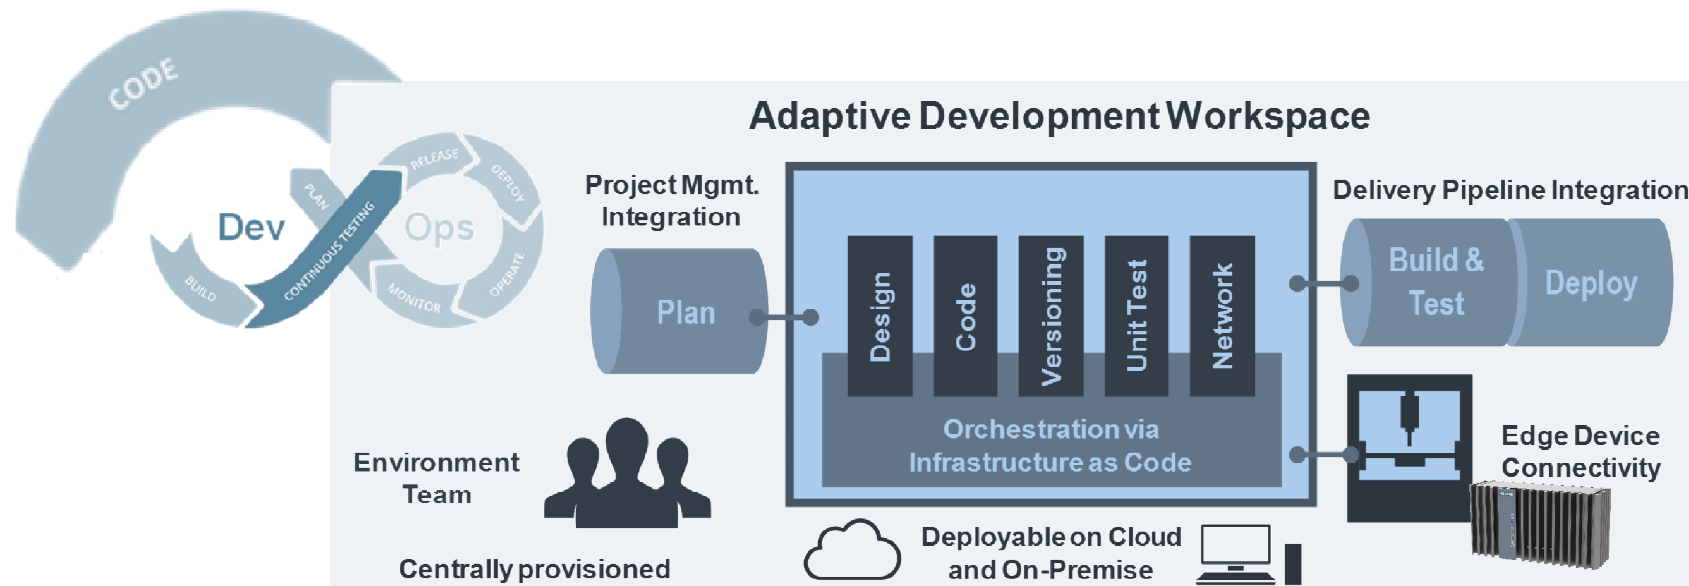 CODE
Adaptive Development Workspace
RELEASE
DEPLOY
PLAN
Dev
CONTINUOUS TESTING
Ops
BUILD
MONITOR
OPERATE
Project Mgmt.
Integration
Plan
Design
Code
Versioning
Unit Test
Network
Orchestration via
Infrastructure as Code
Delivery Pipeline Integration
Build &
Test
Deploy
Edge Device
Connectivity
Environment
Team
Centrally provisioned
Deployable on Cloud
and On-Premise